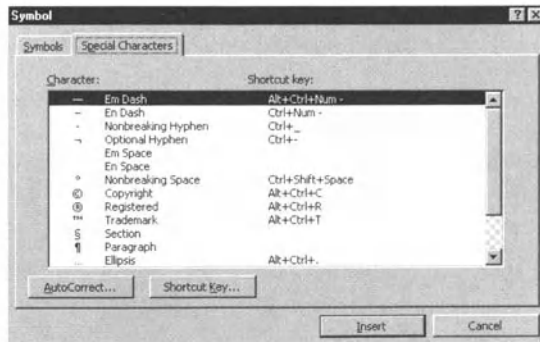 Symbol
Symbols Special Characters
Character: Shortcut key:
— Em Dash Alt+Ctrl+Num -
– En Dash Ctrl+Num -
- Nonbreaking Hyphen Ctrl+_
¬ Optional Hyphen Ctrl+-
Em Space
En Space
° Nonbreaking Space Ctrl+Shift+Space
© Copyright Alt+Ctrl+C
® Registered Alt+Ctrl+R
™ Trademark Alt+Ctrl+T
§ Section
¶ Paragraph
… Ellipsis Alt+Ctrl+.
AutoCorrect... Shortcut Key...
Insert Cancel